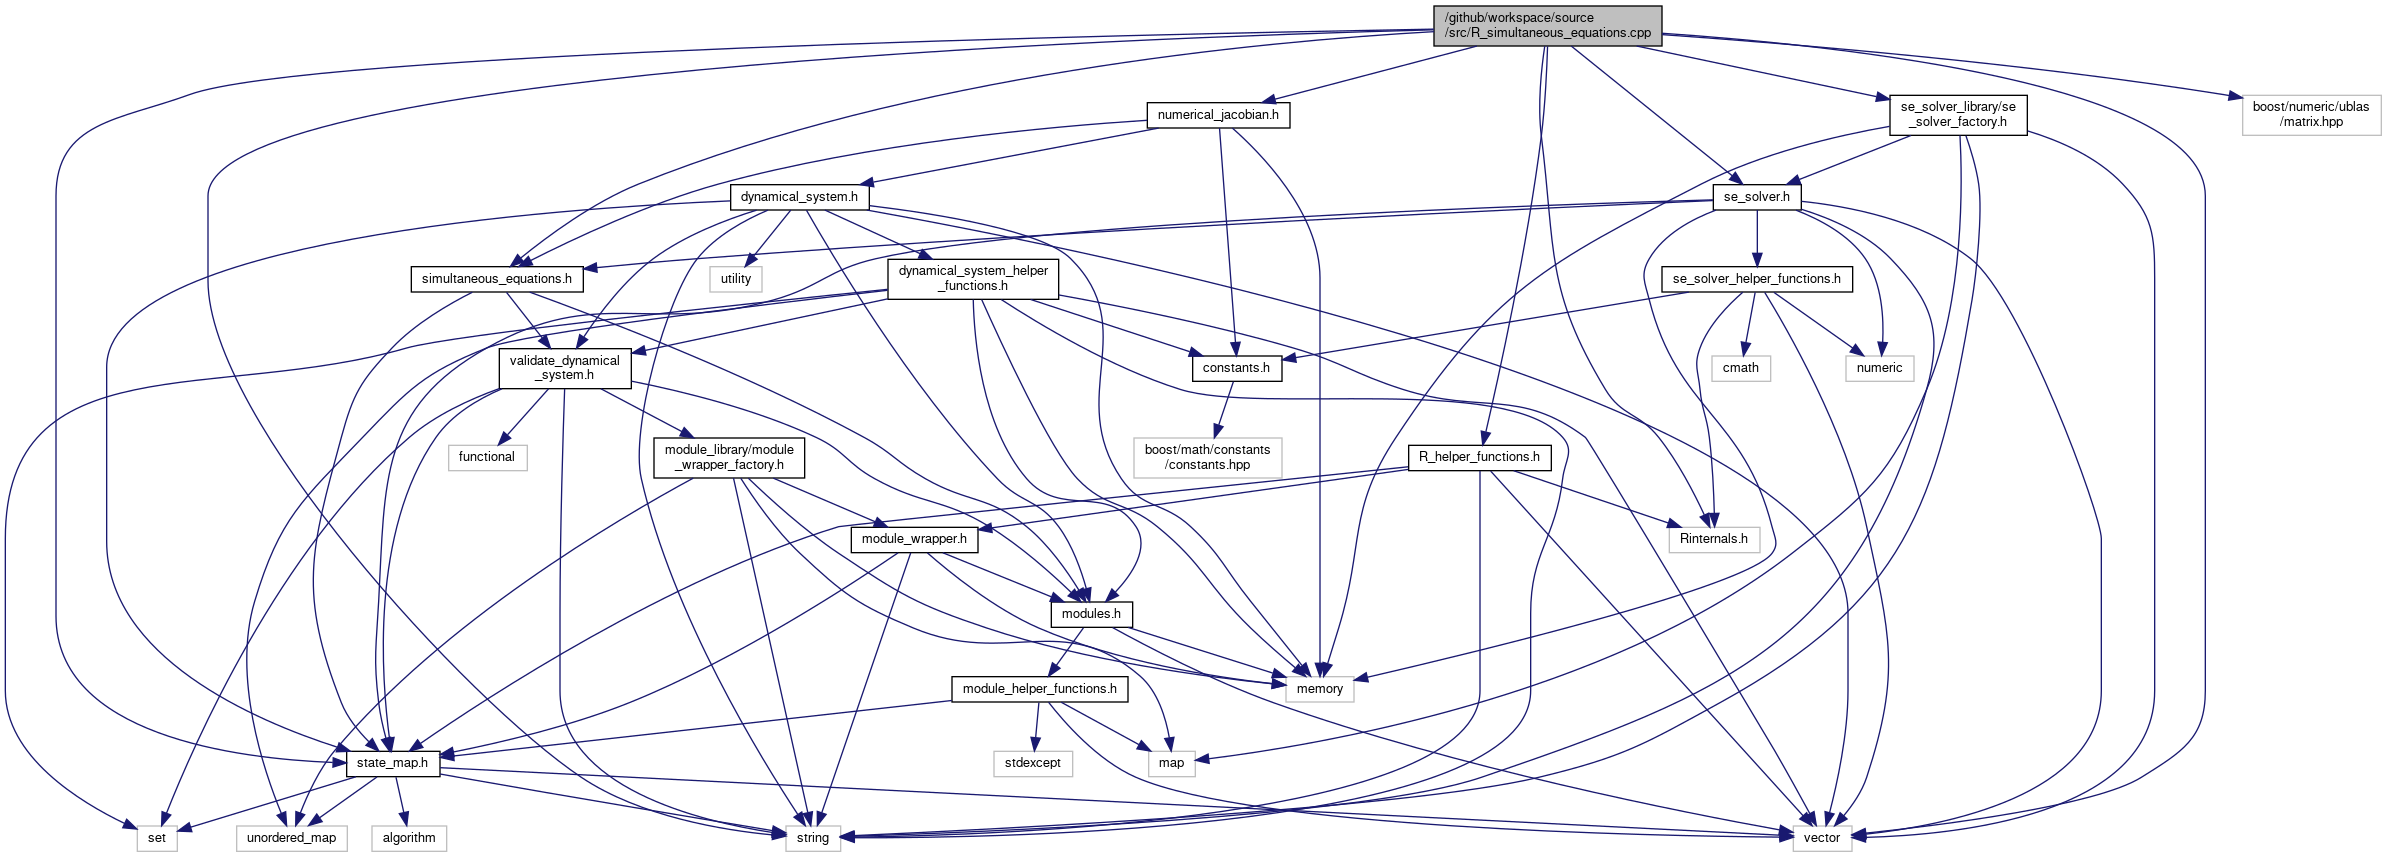 /github/workspace/source
/src/R_simultaneous_equations.cpp
numerical_jacobian.h
se_solver_library/se
_solver_factory.h
boost/numeric/ublas
/matrix.hpp
dynamical_system.h
se_solver.h
simultaneous_equations.h
utility
dynamical_system_helper
_functions.h
se_solver_helper_functions.h
validate_dynamical
_system.h
constants.h
cmath
numeric
functional
module_library/module
_wrapper_factory.h
boost/math/constants
/constants.hpp
R_helper_functions.h
module_wrapper.h
Rinternals.h
modules.h
module_helper_functions.h
memory
state_map.h
stdexcept
map
set
unordered_map
algorithm
string
vector